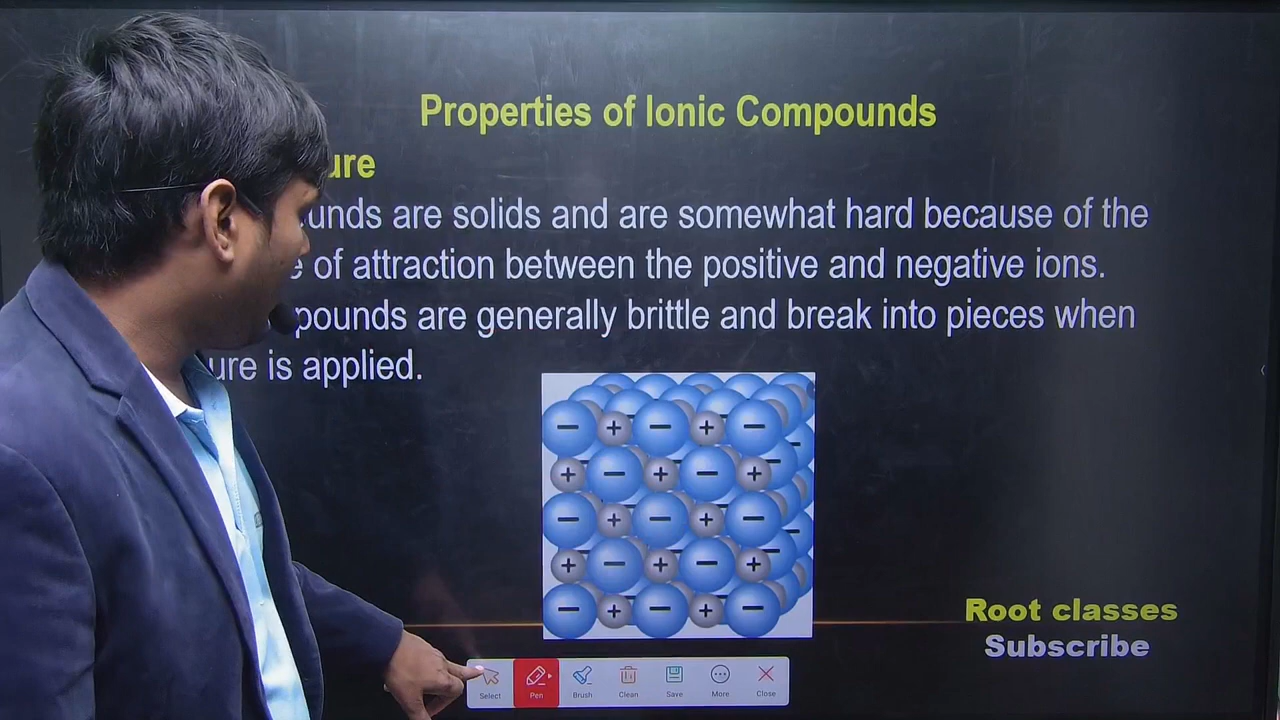 Properties of Ionic Compounds
ure
unds are solids and are somewhat hard because of the
e of attraction between the positive and negative ions.
pounds are generally brittle and break into pieces when
ure is applied.
− + − + −
+ − + − +
− + − + −
+ − + − +
− + − + −
Root classes
Subscribe
Select Pen Brush Clean Save More Close